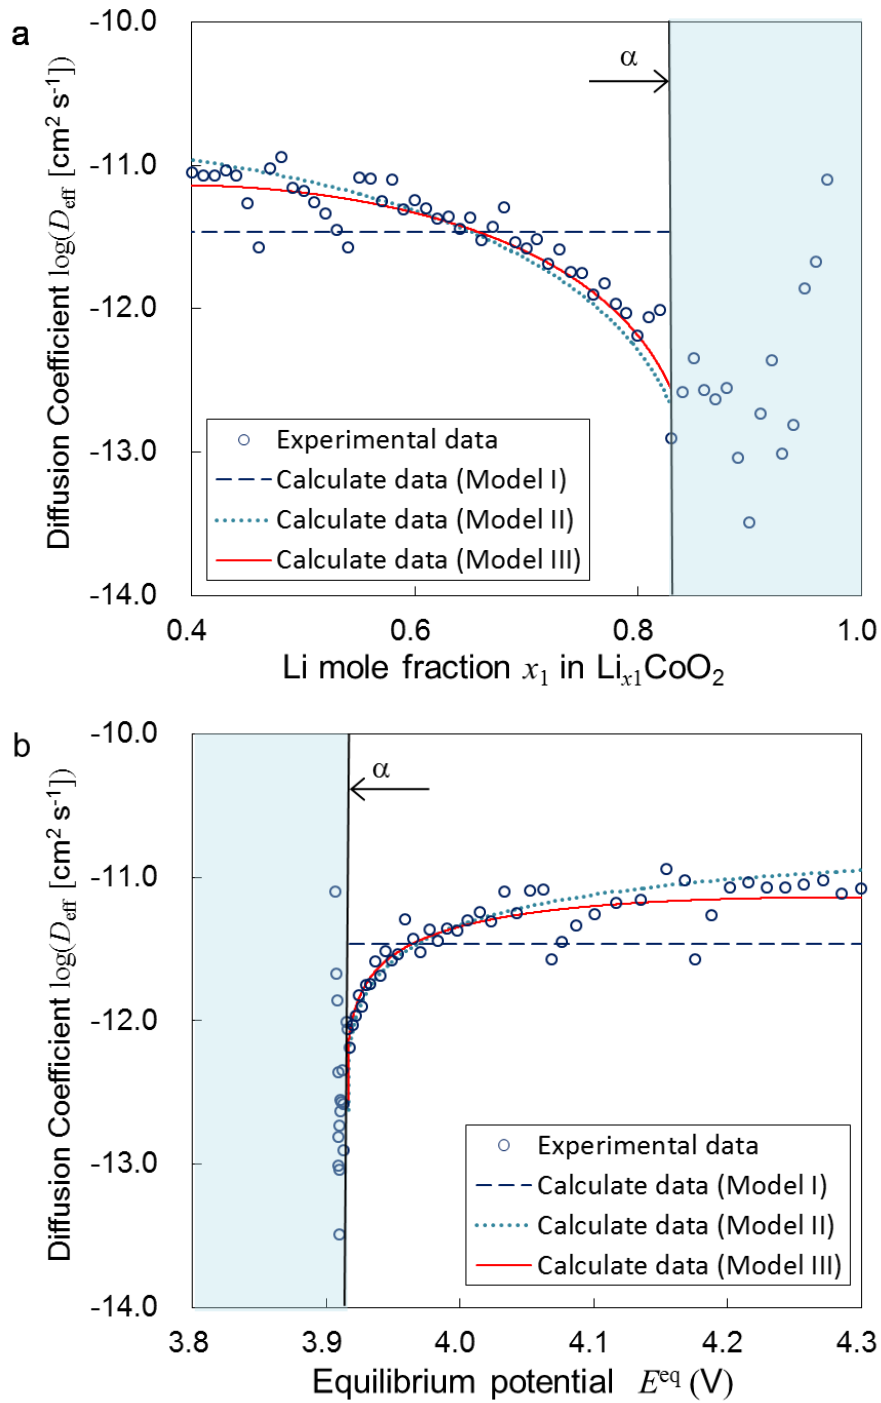 a
-10.0
-11.0
-12.0
-13.0
-14.0
Diffusion Coefficient log(D_eff [cm² s⁻¹])
α
Experimental data
Calculate data (Model I)
Calculate data (Model II)
Calculate data (Model III)
0.4 0.6 0.8 1.0
Li mole fraction x₁ in Liₓ₁CoO₂
b
-10.0
-11.0
-12.0
-13.0
-14.0
Diffusion Coefficient log(D_eff [cm² s⁻¹])
α
Experimental data
Calculate data (Model I)
Calculate data (Model II)
Calculate data (Model III)
3.8 3.9 4.0 4.1 4.2 4.3
Equilibrium potential E^eq (V)